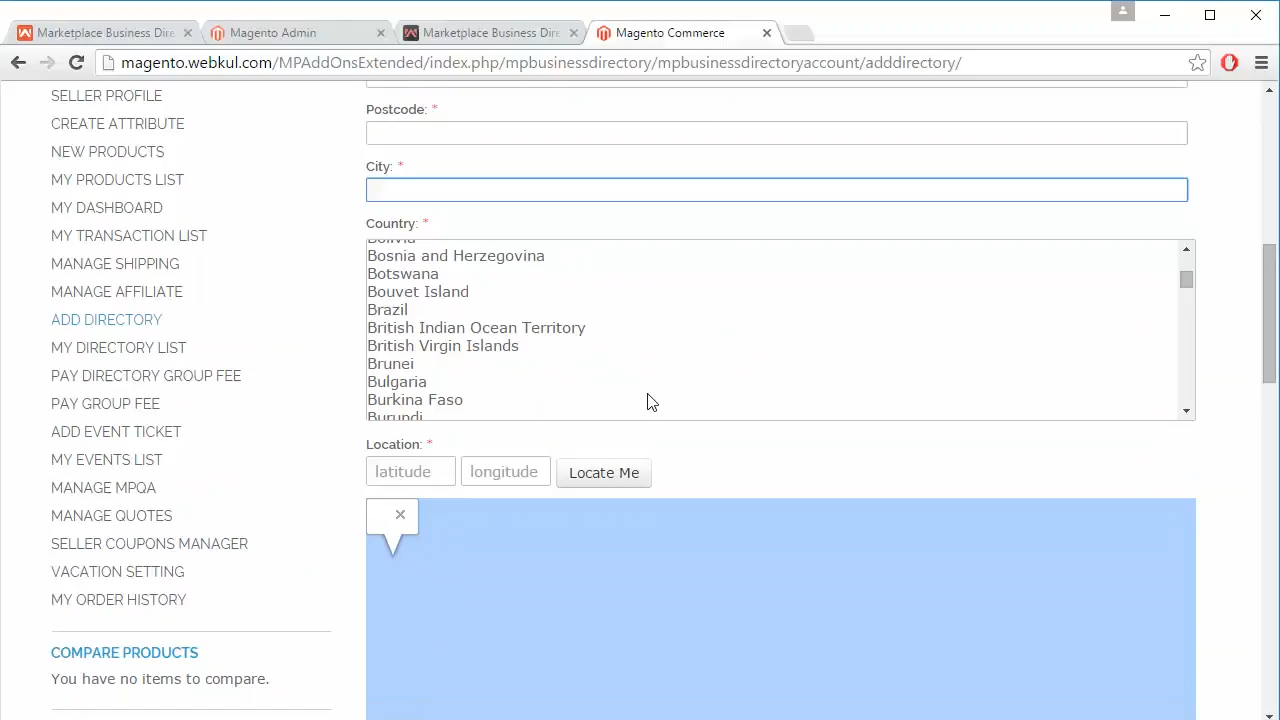 Marketplace Business Dire
Magento Admin
Marketplace Business Dire
Magento Commerce
magento.webkul.com/MPAddOnsExtended/index.php/mpbusinessdirectory/mpbusinessdirectoryaccount/adddirectory/
SELLER PROFILE
CREATE ATTRIBUTE
NEW PRODUCTS
MY PRODUCTS LIST
MY DASHBOARD
MY TRANSACTION LIST
MANAGE SHIPPING
MANAGE AFFILIATE
ADD DIRECTORY
MY DIRECTORY LIST
PAY DIRECTORY GROUP FEE
PAY GROUP FEE
ADD EVENT TICKET
MY EVENTS LIST
MANAGE MPQA
MANAGE QUOTES
SELLER COUPONS MANAGER
VACATION SETTING
MY ORDER HISTORY
COMPARE PRODUCTS
You have no items to compare.
Postcode: *
City: *
Country: *
Bolivia
Bosnia and Herzegovina
Botswana
Bouvet Island
Brazil
British Indian Ocean Territory
British Virgin Islands
Brunei
Bulgaria
Burkina Faso
Burundi
Location: *
latitude longitude Locate Me